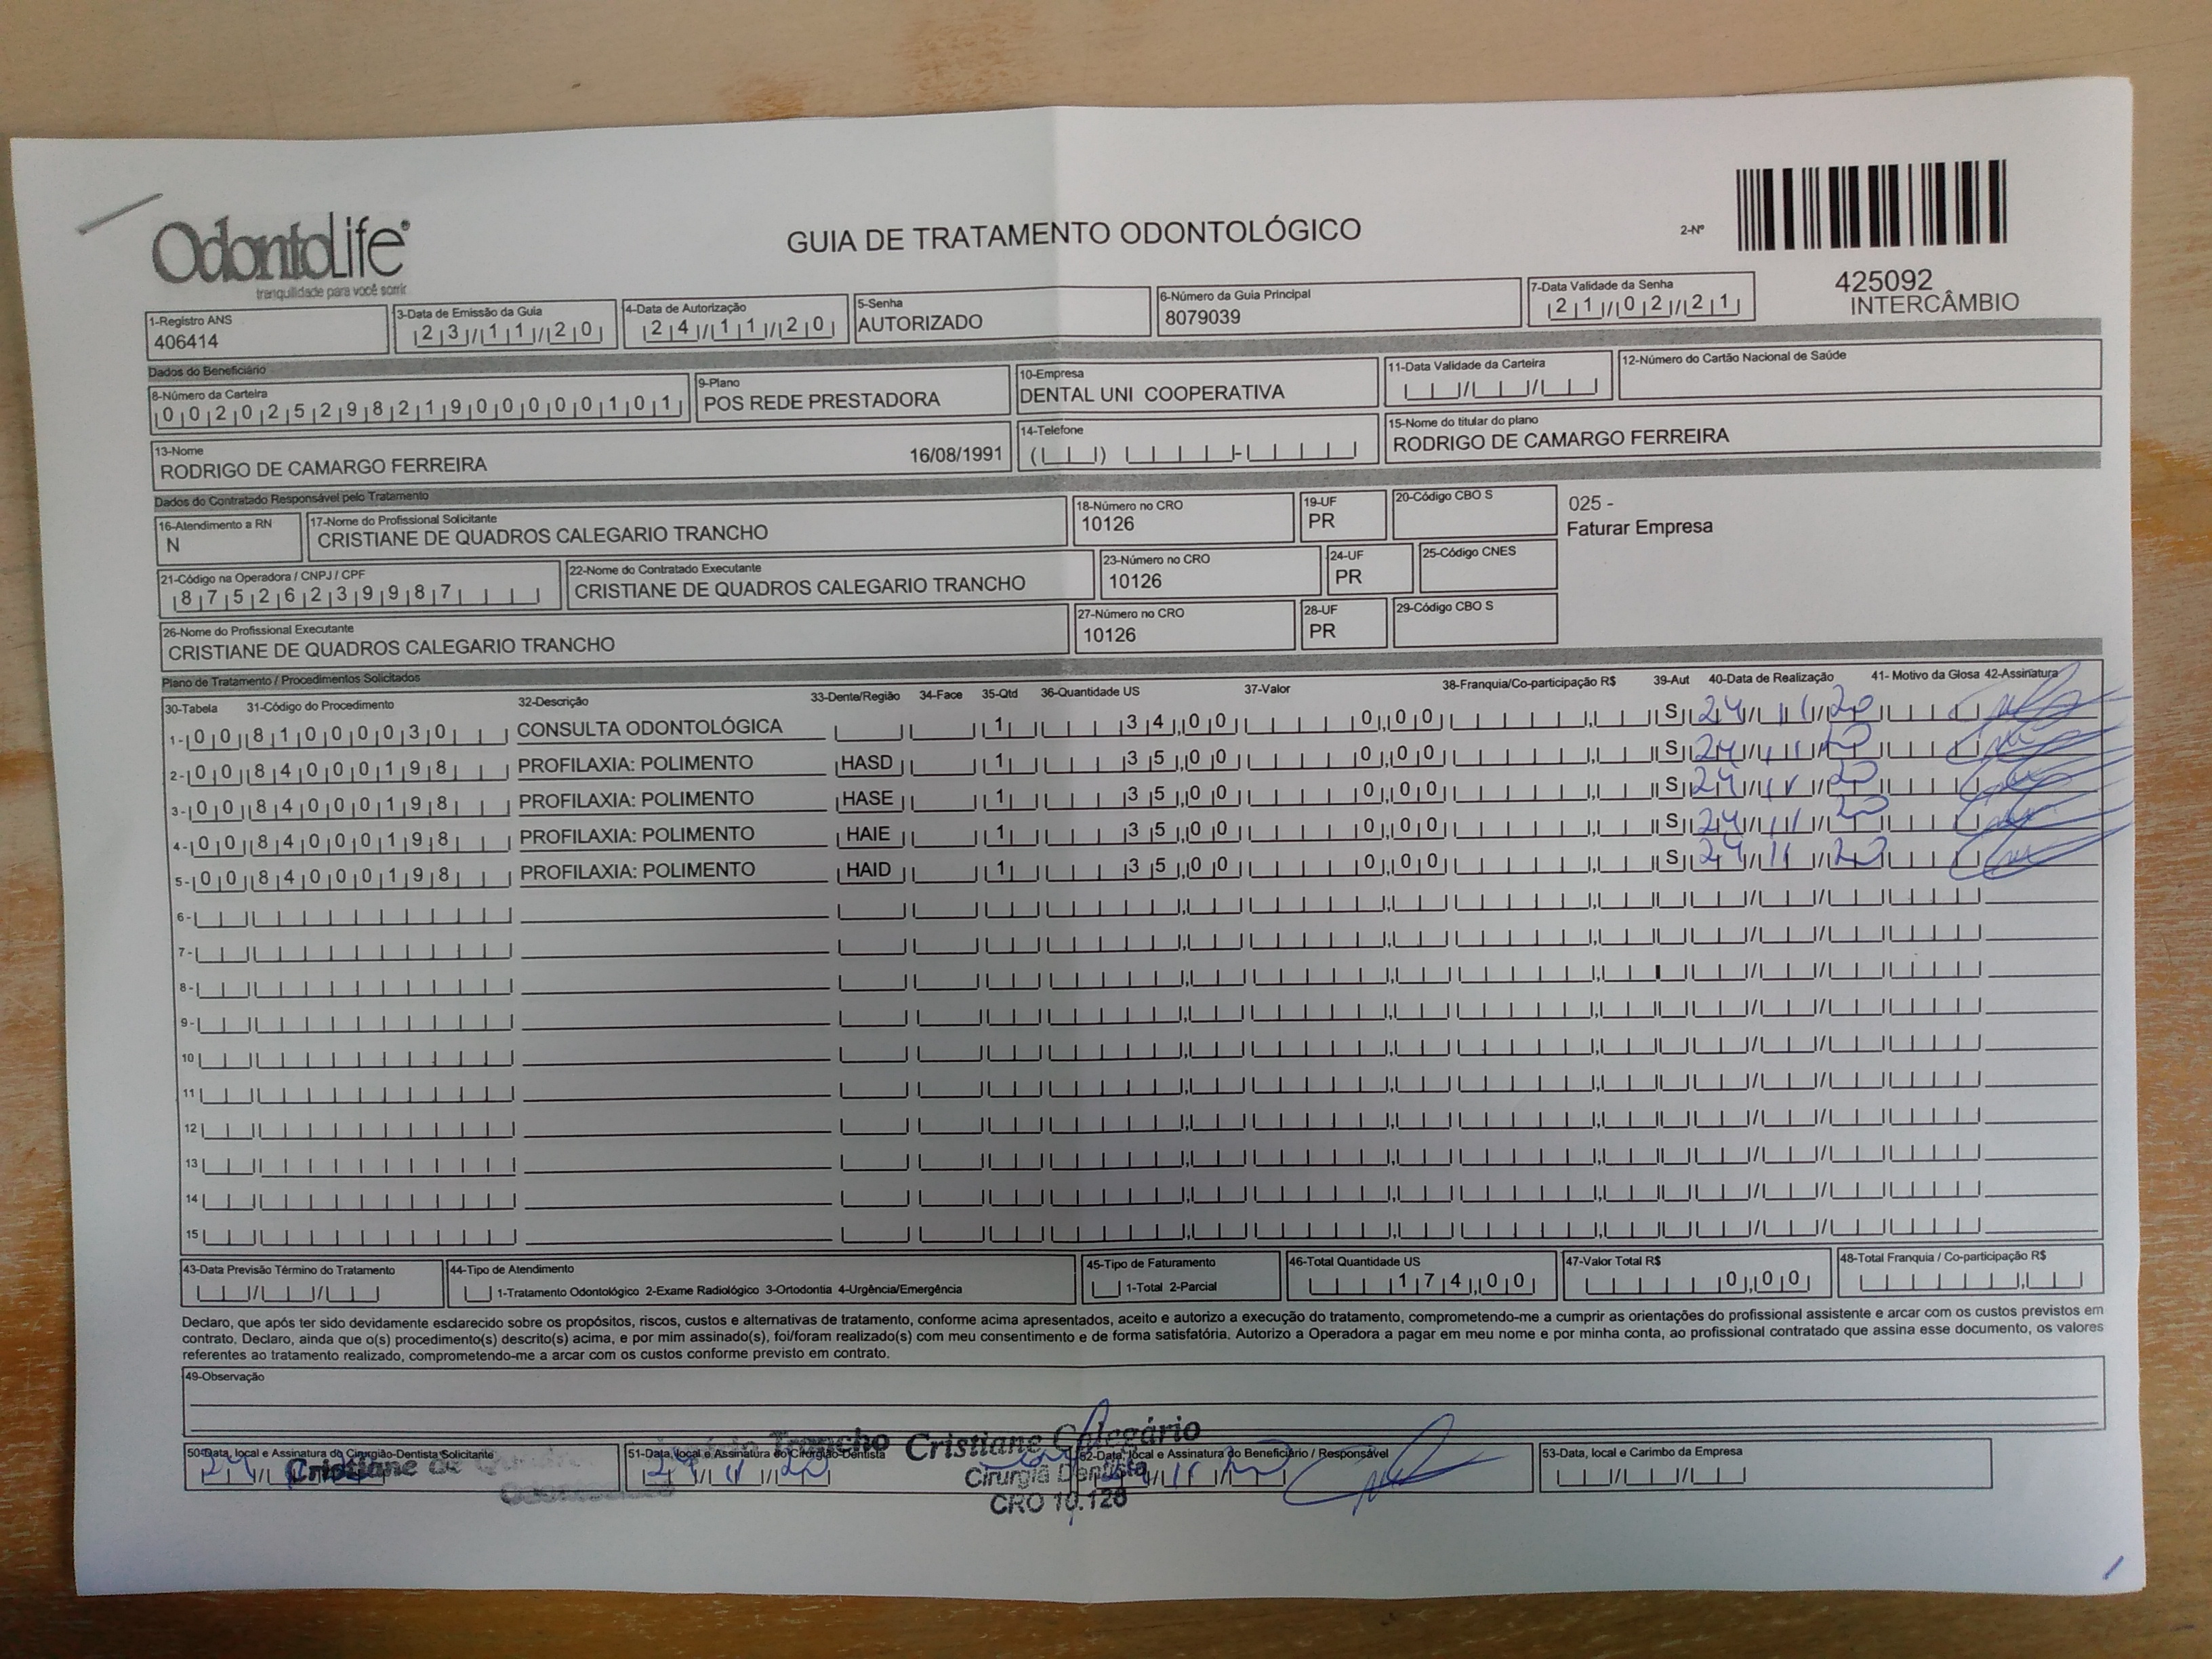 OdontoLife
tranquilidade para você sorrir
GUIA DE TRATAMENTO ODONTOLÓGICO
2-Nº
425092
INTERCÂMBIO
1-Registro ANS
406414
3-Data de Emissão da Guia
23/11/20
4-Data de Autorização
24/11/20
5-Senha
AUTORIZADO
6-Número da Guia Principal
8079039
7-Data Validade da Senha
21/02/21
Dados do Beneficiário
8-Número da Carteira
00202529821900000101
9-Plano
POS REDE PRESTADORA
10-Empresa
DENTAL UNI COOPERATIVA
11-Data Validade da Carteira
12-Número do Cartão Nacional de Saúde
13-Nome
RODRIGO DE CAMARGO FERREIRA 16/08/1991
14-Telefone
15-Nome do titular do plano
RODRIGO DE CAMARGO FERREIRA
Dados do Contratado Responsável pelo Tratamento
16-Atendimento a RN
N
17-Nome do Profissional Solicitante
CRISTIANE DE QUADROS CALEGARIO TRANCHO
18-Número no CRO
10126
19-UF
PR
20-Código CBO S
025 -
Faturar Empresa
21-Código na Operadora / CNPJ / CPF
87526239987
22-Nome do Contratado Executante
CRISTIANE DE QUADROS CALEGARIO TRANCHO
23-Número no CRO
10126
24-UF
PR
25-Código CNES
26-Nome do Profissional Executante
CRISTIANE DE QUADROS CALEGARIO TRANCHO
27-Número no CRO
10126
28-UF
PR
29-Código CBO S
Plano de Tratamento / Procedimentos Solicitados
30-Tabela 31-Código do Procedimento 32-Descrição 33-Dente/Região 34-Face 35-Qtd 36-Quantidade US 37-Valor 38-Franquia/Co-participação R$ 39-Aut 40-Data de Realização 41- Motivo da Glosa 42-Assinatura
1- 00 81000030 CONSULTA ODONTOLÓGICA 1 34,00 0,00 S 24/11/20
2- 00 84000198 PROFILAXIA: POLIMENTO HASD 1 35,00 0,00 S 24/11/20
3- 00 84000198 PROFILAXIA: POLIMENTO HASE 1 35,00 0,00 S 24/11/20
4- 00 84000198 PROFILAXIA: POLIMENTO HAIE 1 35,00 0,00 S 24/11/20
5- 00 84000198 PROFILAXIA: POLIMENTO HAID 1 35,00 0,00 S 24/11/20
6-
7-
8-
9-
10
11
12
13
14
15
43-Data Previsão Término do Tratamento
44-Tipo de Atendimento
1-Tratamento Odontológico 2-Exame Radiológico 3-Ortodontia 4-Urgência/Emergência
45-Tipo de Faturamento
1-Total 2-Parcial
46-Total Quantidade US
174,00
47-Valor Total R$
0,00
48-Total Franquia / Co-participação R$
Declaro, que após ter sido devidamente esclarecido sobre os propósitos, riscos, custos e alternativas de tratamento, conforme acima apresentados, aceito e autorizo a execução do tratamento, comprometendo-me a cumprir as orientações do profissional assistente e arcar com os custos previstos em
contrato. Declaro, ainda que o(s) procedimento(s) descrito(s) acima, e por mim assinado(s), foi/foram realizado(s) com meu consentimento e de forma satisfatória. Autorizo a Operadora a pagar em meu nome e por minha conta, ao profissional contratado que assina esse documento, os valores
referentes ao tratamento realizado, comprometendo-me a arcar com os custos conforme previsto em contrato.
49-Observação
50-Data, local e Assinatura do Cirurgião-Dentista Solicitante
Cristiane de
Trancho
51-Data, local e Assinatura do Cirurgião-Dentista
24/11/20
Cristiane Calegário
Cirurgiã Dentista
CRO 10.126
52-Data, local e Assinatura do Beneficiário / Responsável
24/11/20
53-Data, local e Carimbo da Empresa